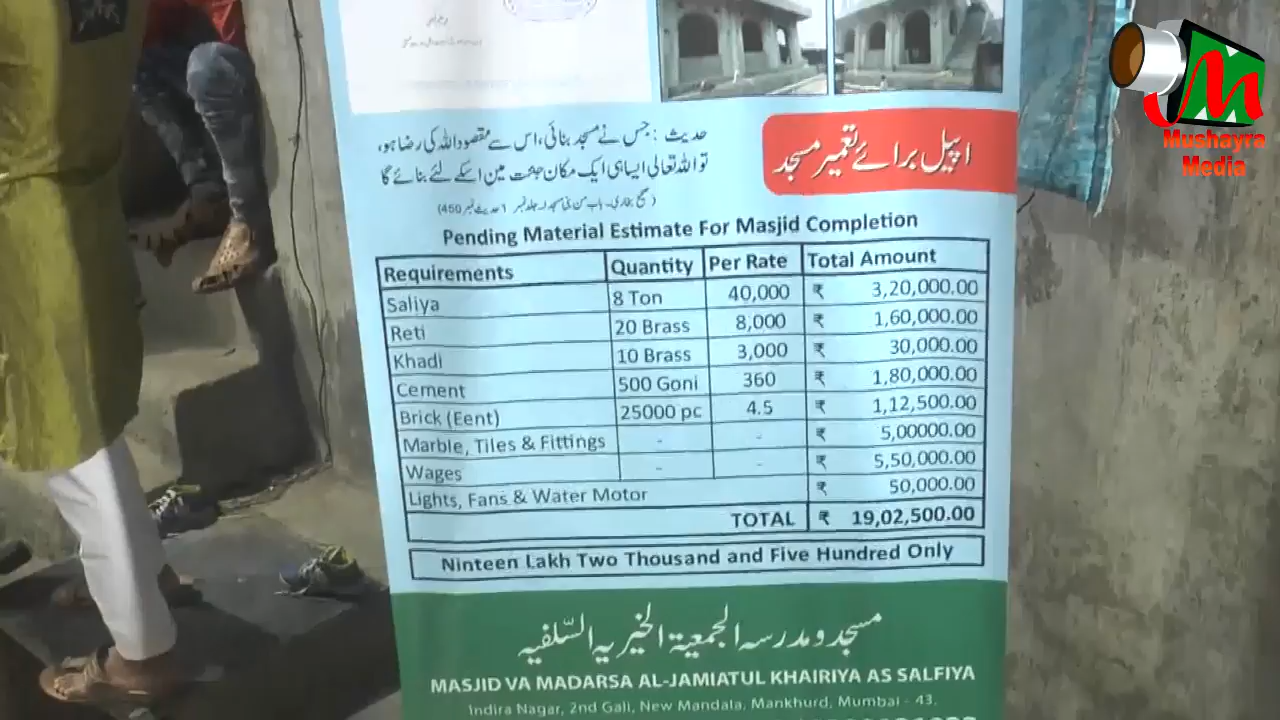 Mushayra
Media
اپیل برائے تعمیر مسجد
حدیث : جس نے مسجد بنائی، اس سے مقصود اللہ کی رضا ہو،
تو اللہ تعالی ایسا ہی ایک مکان جنت میں اسکے لئے بنائے گا
Pending Material Estimate For Masjid Completion
Requirements Quantity Per Rate Total Amount
Saliya 8 Ton 40,000 ₹ 3,20,000.00
Reti 20 Brass 8,000 ₹ 1,60,000.00
Khadi 10 Brass 3,000 ₹ 30,000.00
Cement 500 Goni 360 ₹ 1,80,000.00
Brick (Eent) 25000 pc 4.5 ₹ 1,12,500.00
Marble, Tiles & Fittings - - ₹ 5,00000.00
Wages - - ₹ 5,50,000.00
Lights, Fans & Water Motor ₹ 50,000.00
TOTAL ₹ 19,02,500.00
Ninteen Lakh Two Thousand and Five Hundred Only
مسجد و مدرسہ الجمعیۃ الخیریہ السّلفیہ
MASJID VA MADARSA AL-JAMIATUL KHAIRIYA AS SALFIYA
Indira Nagar, 2nd Gali, New Mandala, Mankhurd, Mumbai - 43.